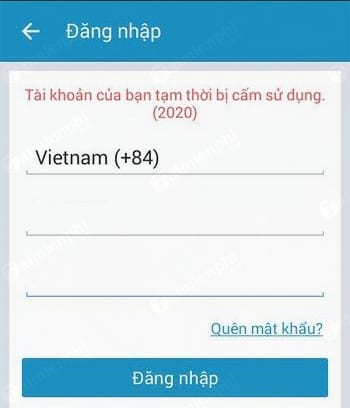 Đăng nhập
Tài khoản của bạn tạm thời bị cấm sử dụng.
(2020)
Vietnam (+84)
Quên mật khẩu?
Đăng nhập